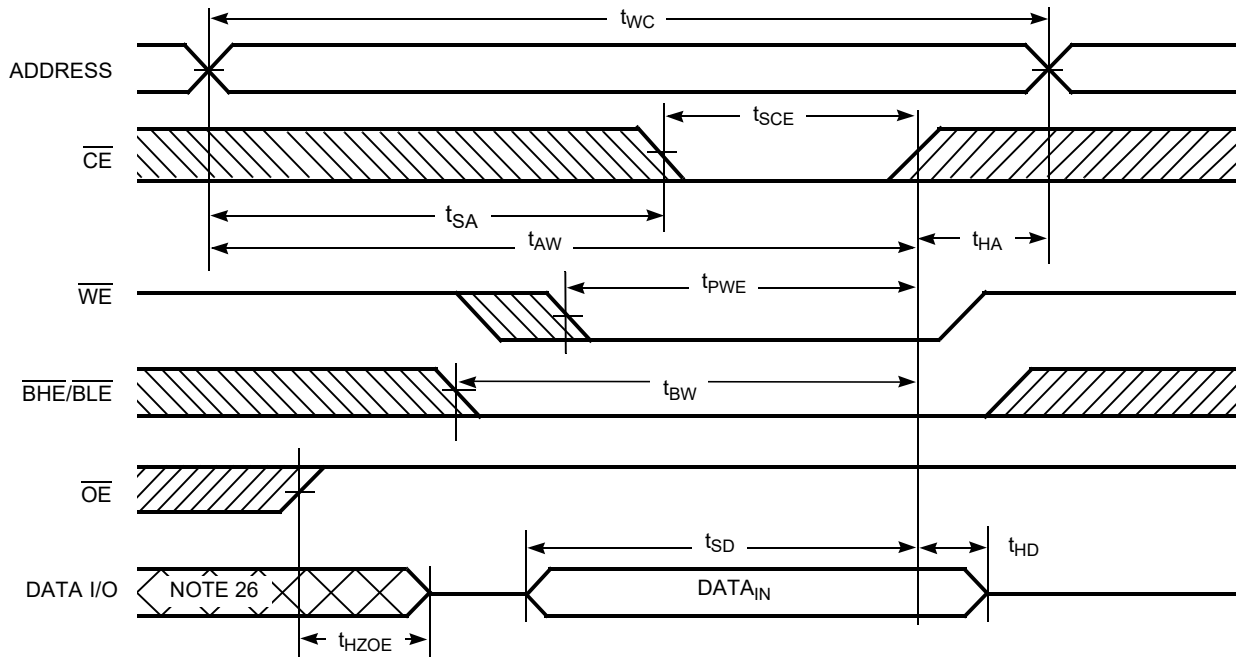 tWC
ADDRESS
tSCE
CE
tSA
tAW
tHA
WE
tPWE
BHE/BLE
tBW
OE
tSD
tHD
DATA I/O
NOTE 26
DATAIN
tHZOE